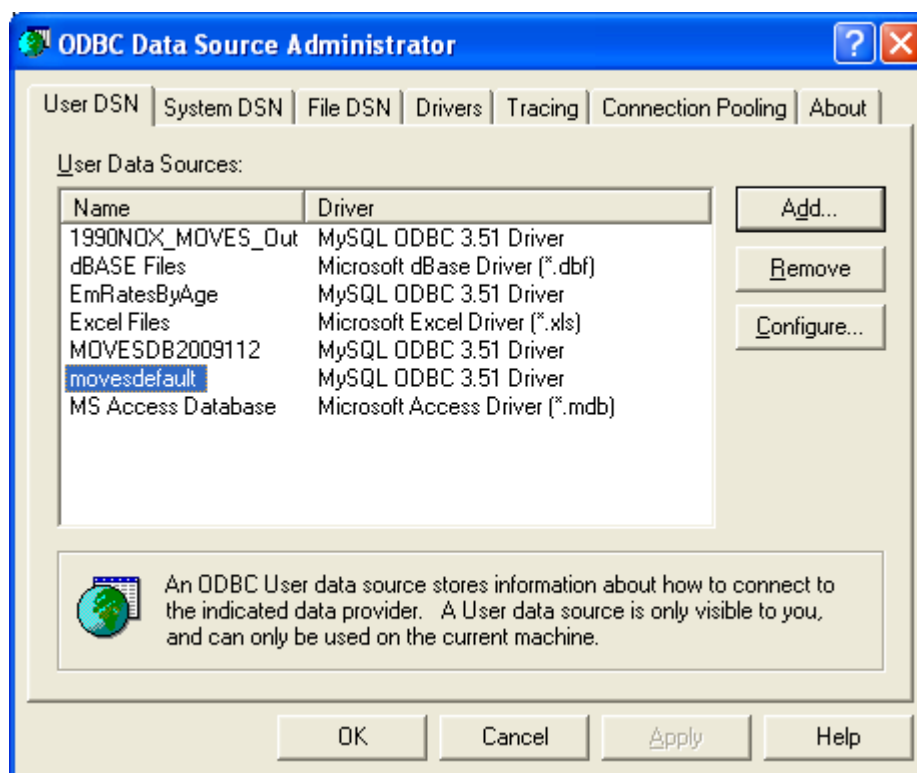 ODBC Data Source Administrator
User DSN System DSN File DSN Drivers Tracing Connection Pooling About
User Data Sources:
Name Driver
1990NOX_MOVES_Out MySQL ODBC 3.51 Driver
dBASE Files Microsoft dBase Driver (*.dbf)
EmRatesByAge MySQL ODBC 3.51 Driver
Excel Files Microsoft Excel Driver (*.xls)
MOVESDB2009112 MySQL ODBC 3.51 Driver
movesdefault MySQL ODBC 3.51 Driver
MS Access Database Microsoft Access Driver (*.mdb)
Add...
Remove
Configure...
An ODBC User data source stores information about how to connect to
the indicated data provider. A User data source is only visible to you,
and can only be used on the current machine.
OK Cancel Apply Help